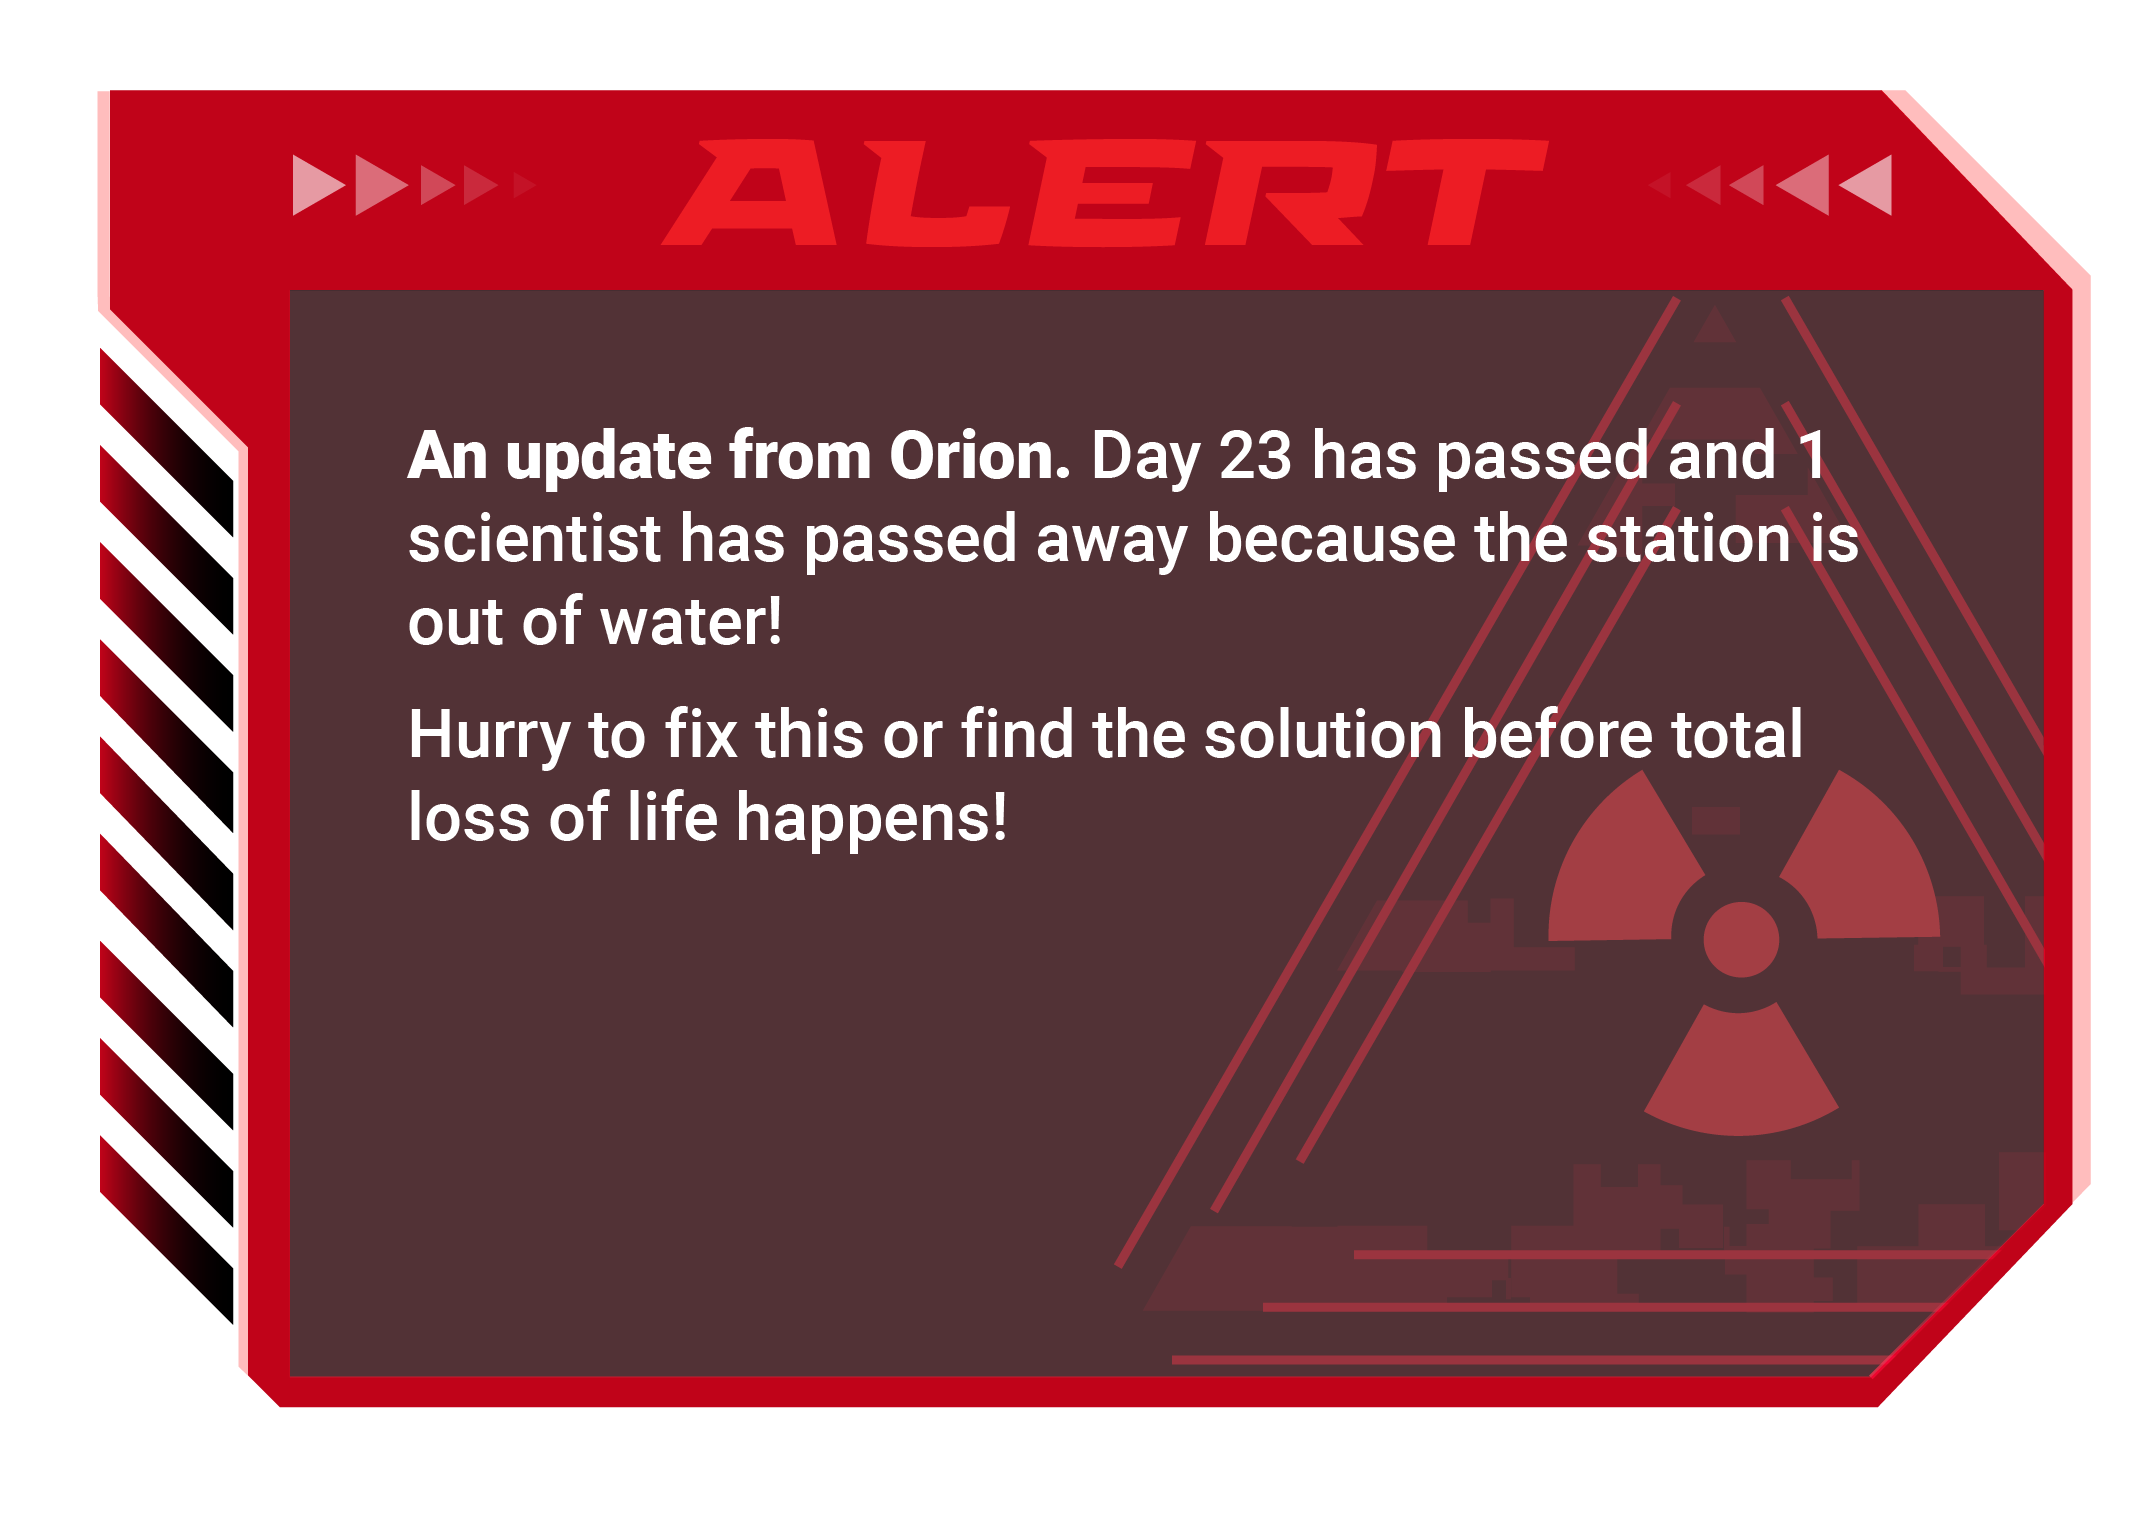 ALERT
An update from Orion. Day 23 has passed and 1
scientist has passed away because the station is
out of water!
Hurry to fix this or find the solution before total
loss of life happens!